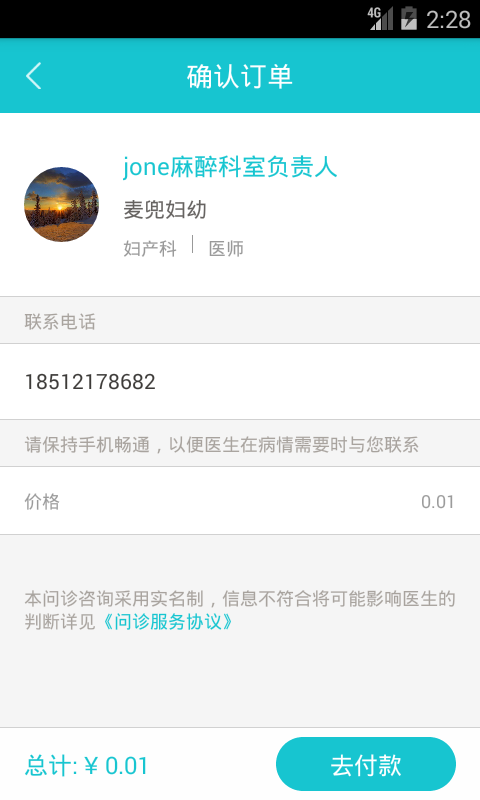 4G 2:28
确认订单
jone麻醉科室负责人
麦兜妇幼
妇产科 医师
联系电话
18512178682
请保持手机畅通，以便医生在病情需要时与您联系
价格 0.01
本问诊咨询采用实名制，信息不符合将可能影响医生的
判断详见《问诊服务协议》
总计: ¥ 0.01 去付款